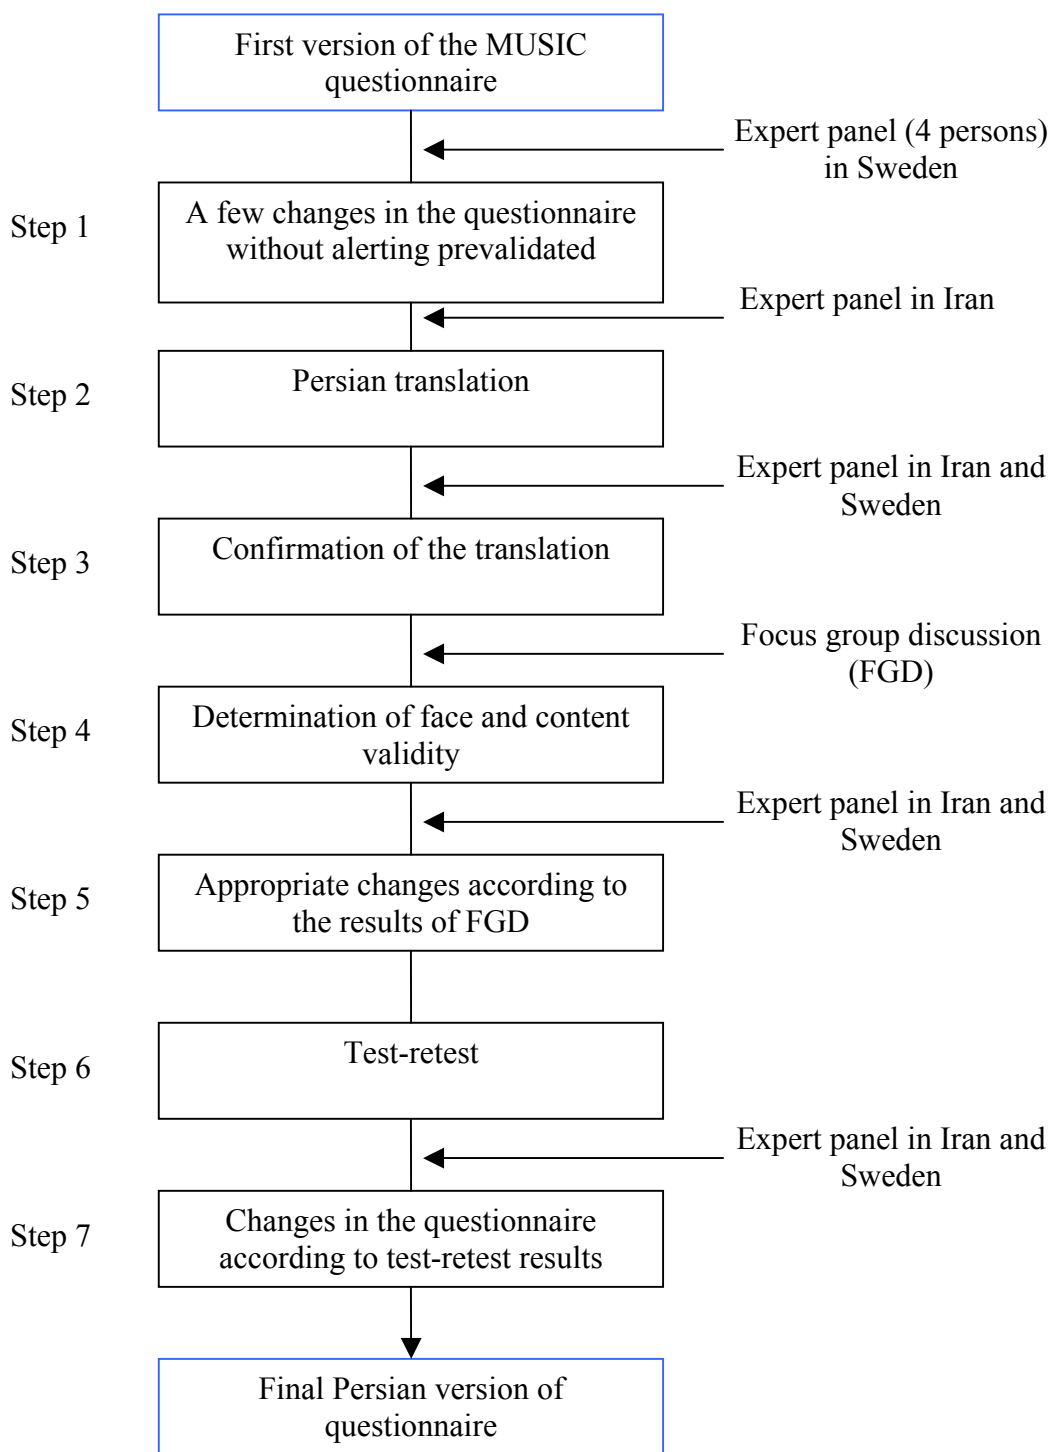 First version of the MUSIC
questionnaire
Expert panel (4 persons)
in Sweden
Step 1
A few changes in the questionnaire
without alerting prevalidated
Expert panel in Iran
Step 2
Persian translation
Expert panel in Iran and
Sweden
Step 3
Confirmation of the translation
Focus group discussion
(FGD)
Step 4
Determination of face and content
validity
Expert panel in Iran and
Sweden
Step 5
Appropriate changes according to
the results of FGD
Step 6
Test-retest
Expert panel in Iran and
Sweden
Step 7
Changes in the questionnaire
according to test-retest results
Final Persian version of
questionnaire